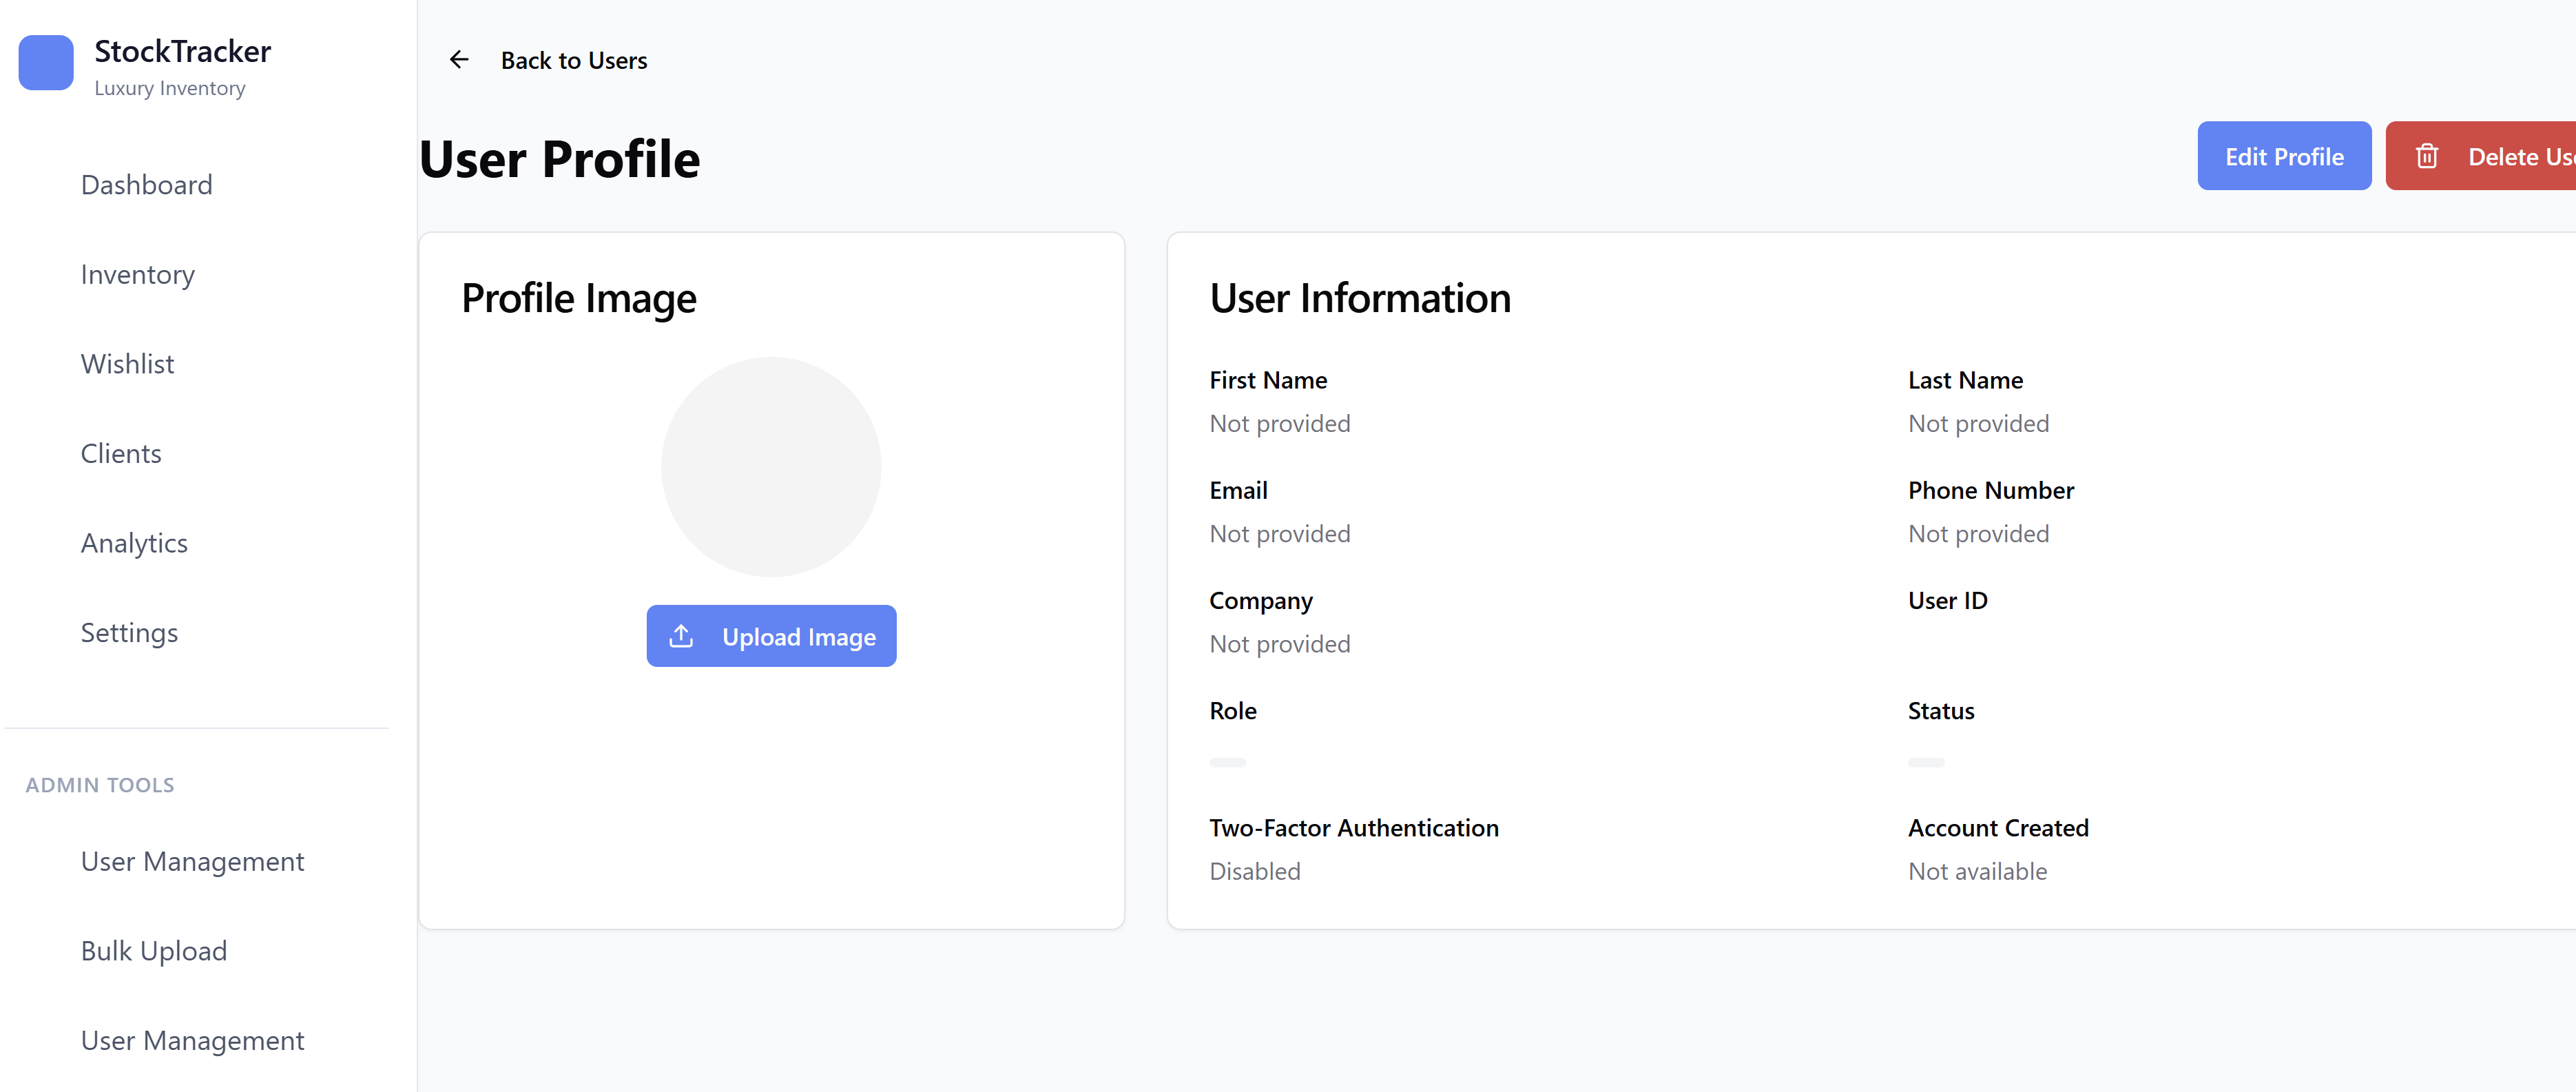 StockTracker
Luxury Inventory
Dashboard
Inventory
Wishlist
Clients
Analytics
Settings
ADMIN TOOLS
User Management
Bulk Upload
User Management
Back to Users
User Profile
Edit Profile
Delete Us
Profile Image
Upload Image
User Information
First Name
Not provided
Last Name
Not provided
Email
Not provided
Phone Number
Not provided
Company
Not provided
User ID
Role
Status
Two-Factor Authentication
Disabled
Account Created
Not available